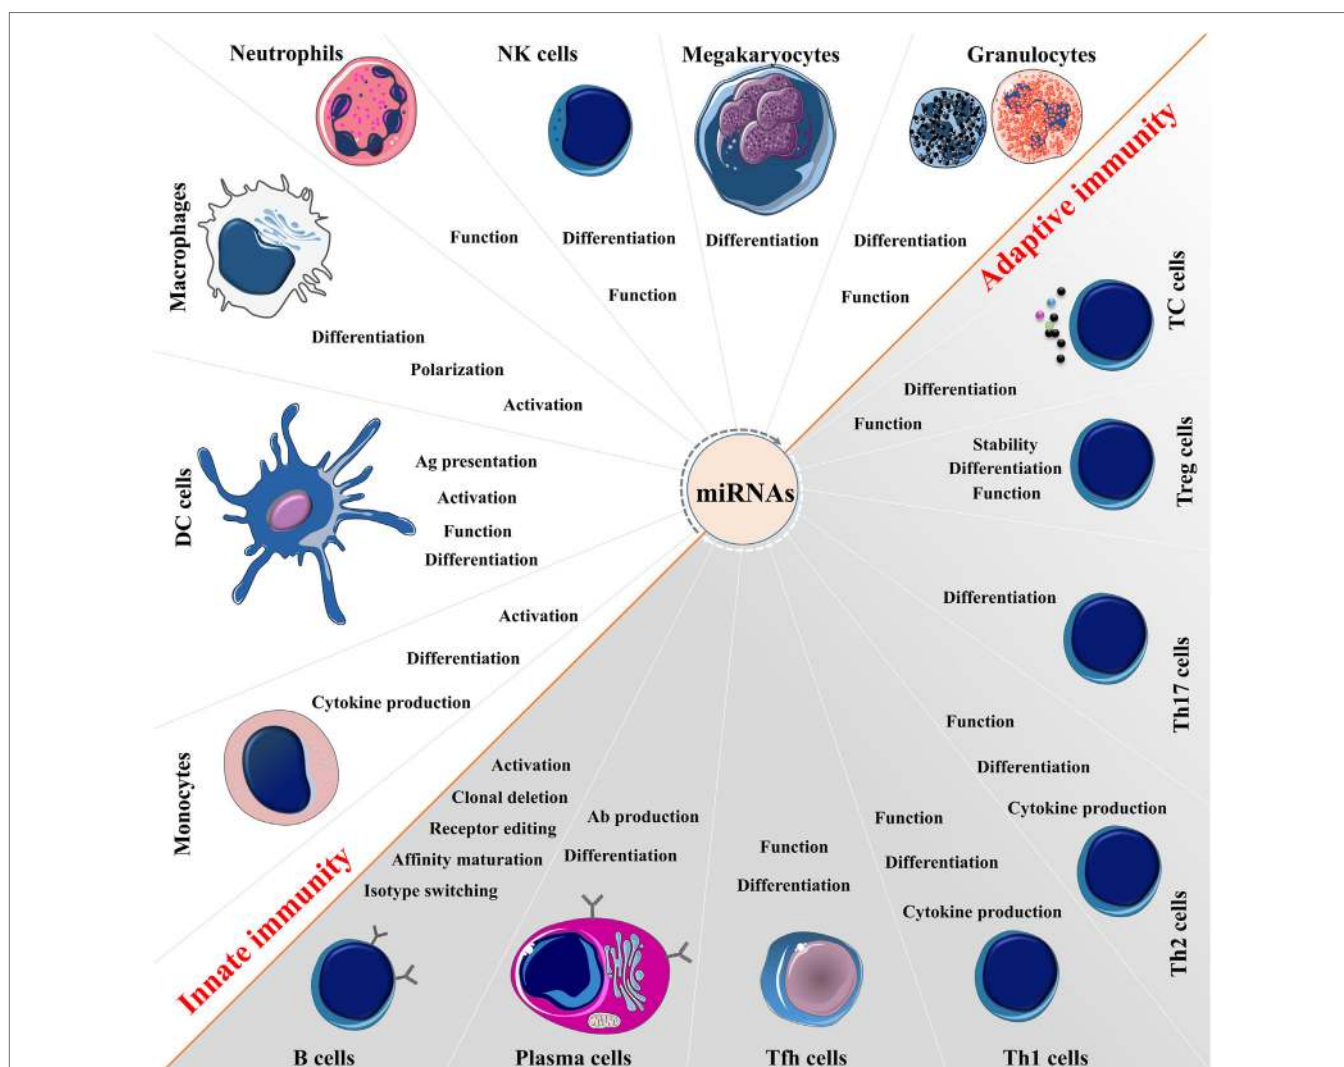 Neutrophils
NK cells
Megakaryocytes
Granulocytes
Macrophages
Function
Differentiation
Function
Differentiation
Differentiation
Function
Adaptive immunity
TC cells
Differentiation
Polarization
Activation
Differentiation
Function
DC cells
Ag presentation
Activation
Function
Differentiation
miRNAs
Stability
Differentiation
Function
Treg cells
Activation
Differentiation
Cytokine production
Monocytes
Differentiation
Th17 cells
Innate immunity
Activation
Clonal deletion
Receptor editing
Affinity maturation
Isotype switching
Ab production
Differentiation
Function
Differentiation
Function
Differentiation
Cytokine production
Function
Differentiation
Cytokine production
Th2 cells
B cells
Plasma cells
Tfh cells
Th1 cells